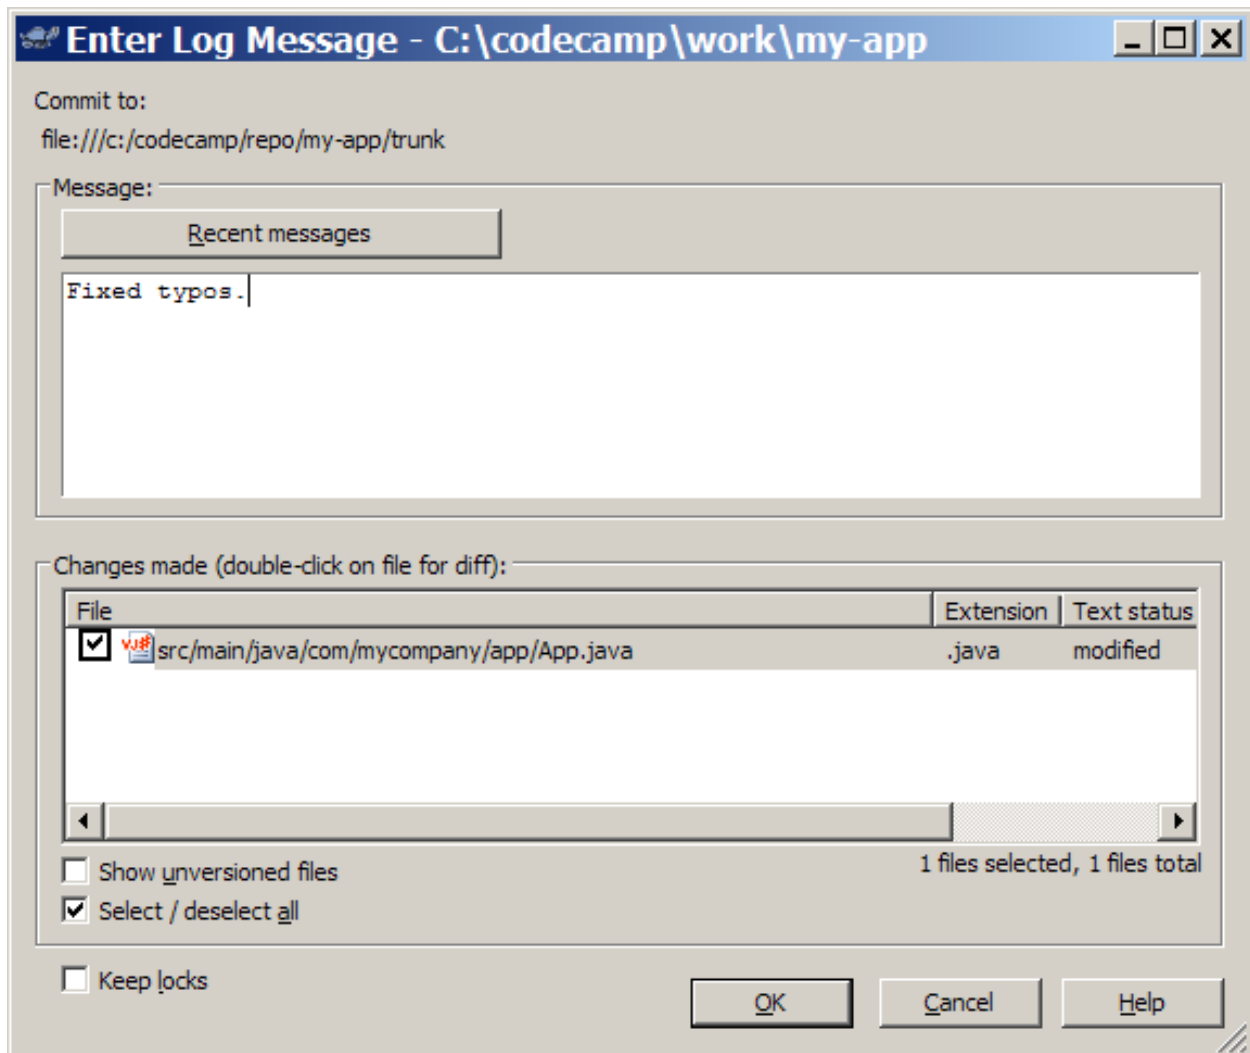 Enter Log Message - C:\codecamp\work\my-app
Commit to:
file:///c:/codecamp/repo/my-app/trunk
Message:
Recent messages
Fixed typos.
Changes made (double-click on file for diff):
File Extension Text status
src/main/java/com/mycompany/app/App.java .java modified
Show unversioned files
1 files selected, 1 files total
Select / deselect all
Keep locks
OK Cancel Help